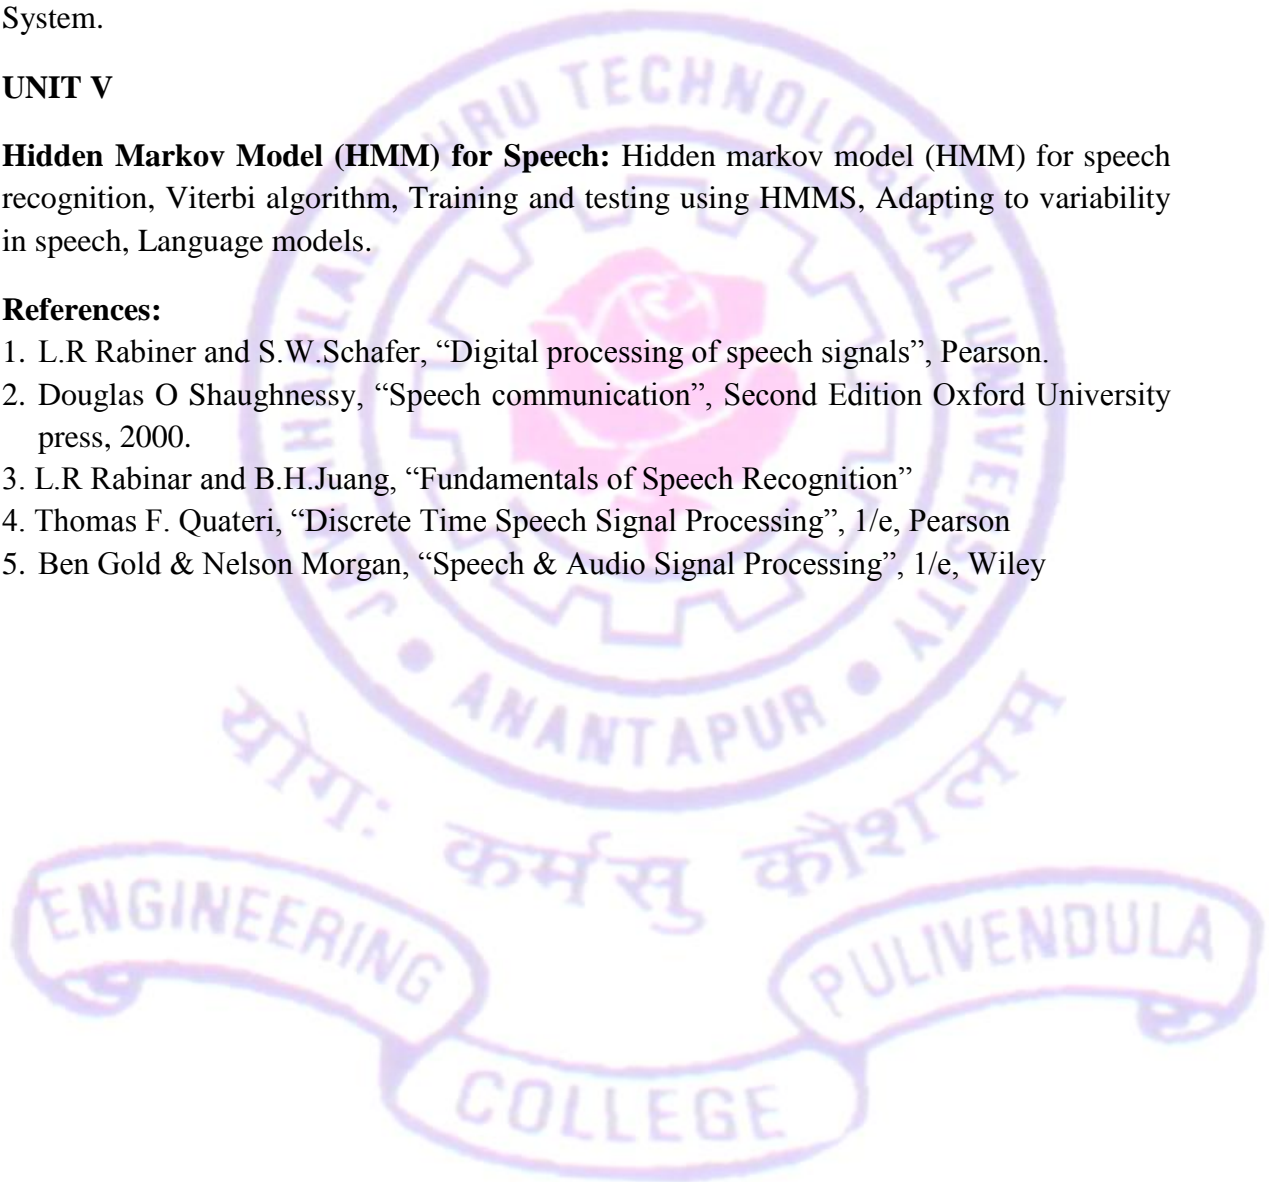 System.
UNIT V
Hidden Markov Model (HMM) for Speech: Hidden markov model (HMM) for speech
recognition, Viterbi algorithm, Training and testing using HMMS, Adapting to variability
in speech, Language models.
References:
1. L.R Rabiner and S.W.Schafer, “Digital processing of speech signals”, Pearson.
2. Douglas O Shaughnessy, “Speech communication”, Second Edition Oxford University
press, 2000.
3. L.R Rabinar and B.H.Juang, “Fundamentals of Speech Recognition”
4. Thomas F. Quateri, “Discrete Time Speech Signal Processing”, 1/e, Pearson
5. Ben Gold & Nelson Morgan, “Speech & Audio Signal Processing”, 1/e, Wiley
JAWAHARLAL NEHRU TECHNOLOGICAL UNIVERSITY
ANANTAPUR
योग: कर्मसु कौशलम
ENGINEERING
COLLEGE
PULIVENDULA